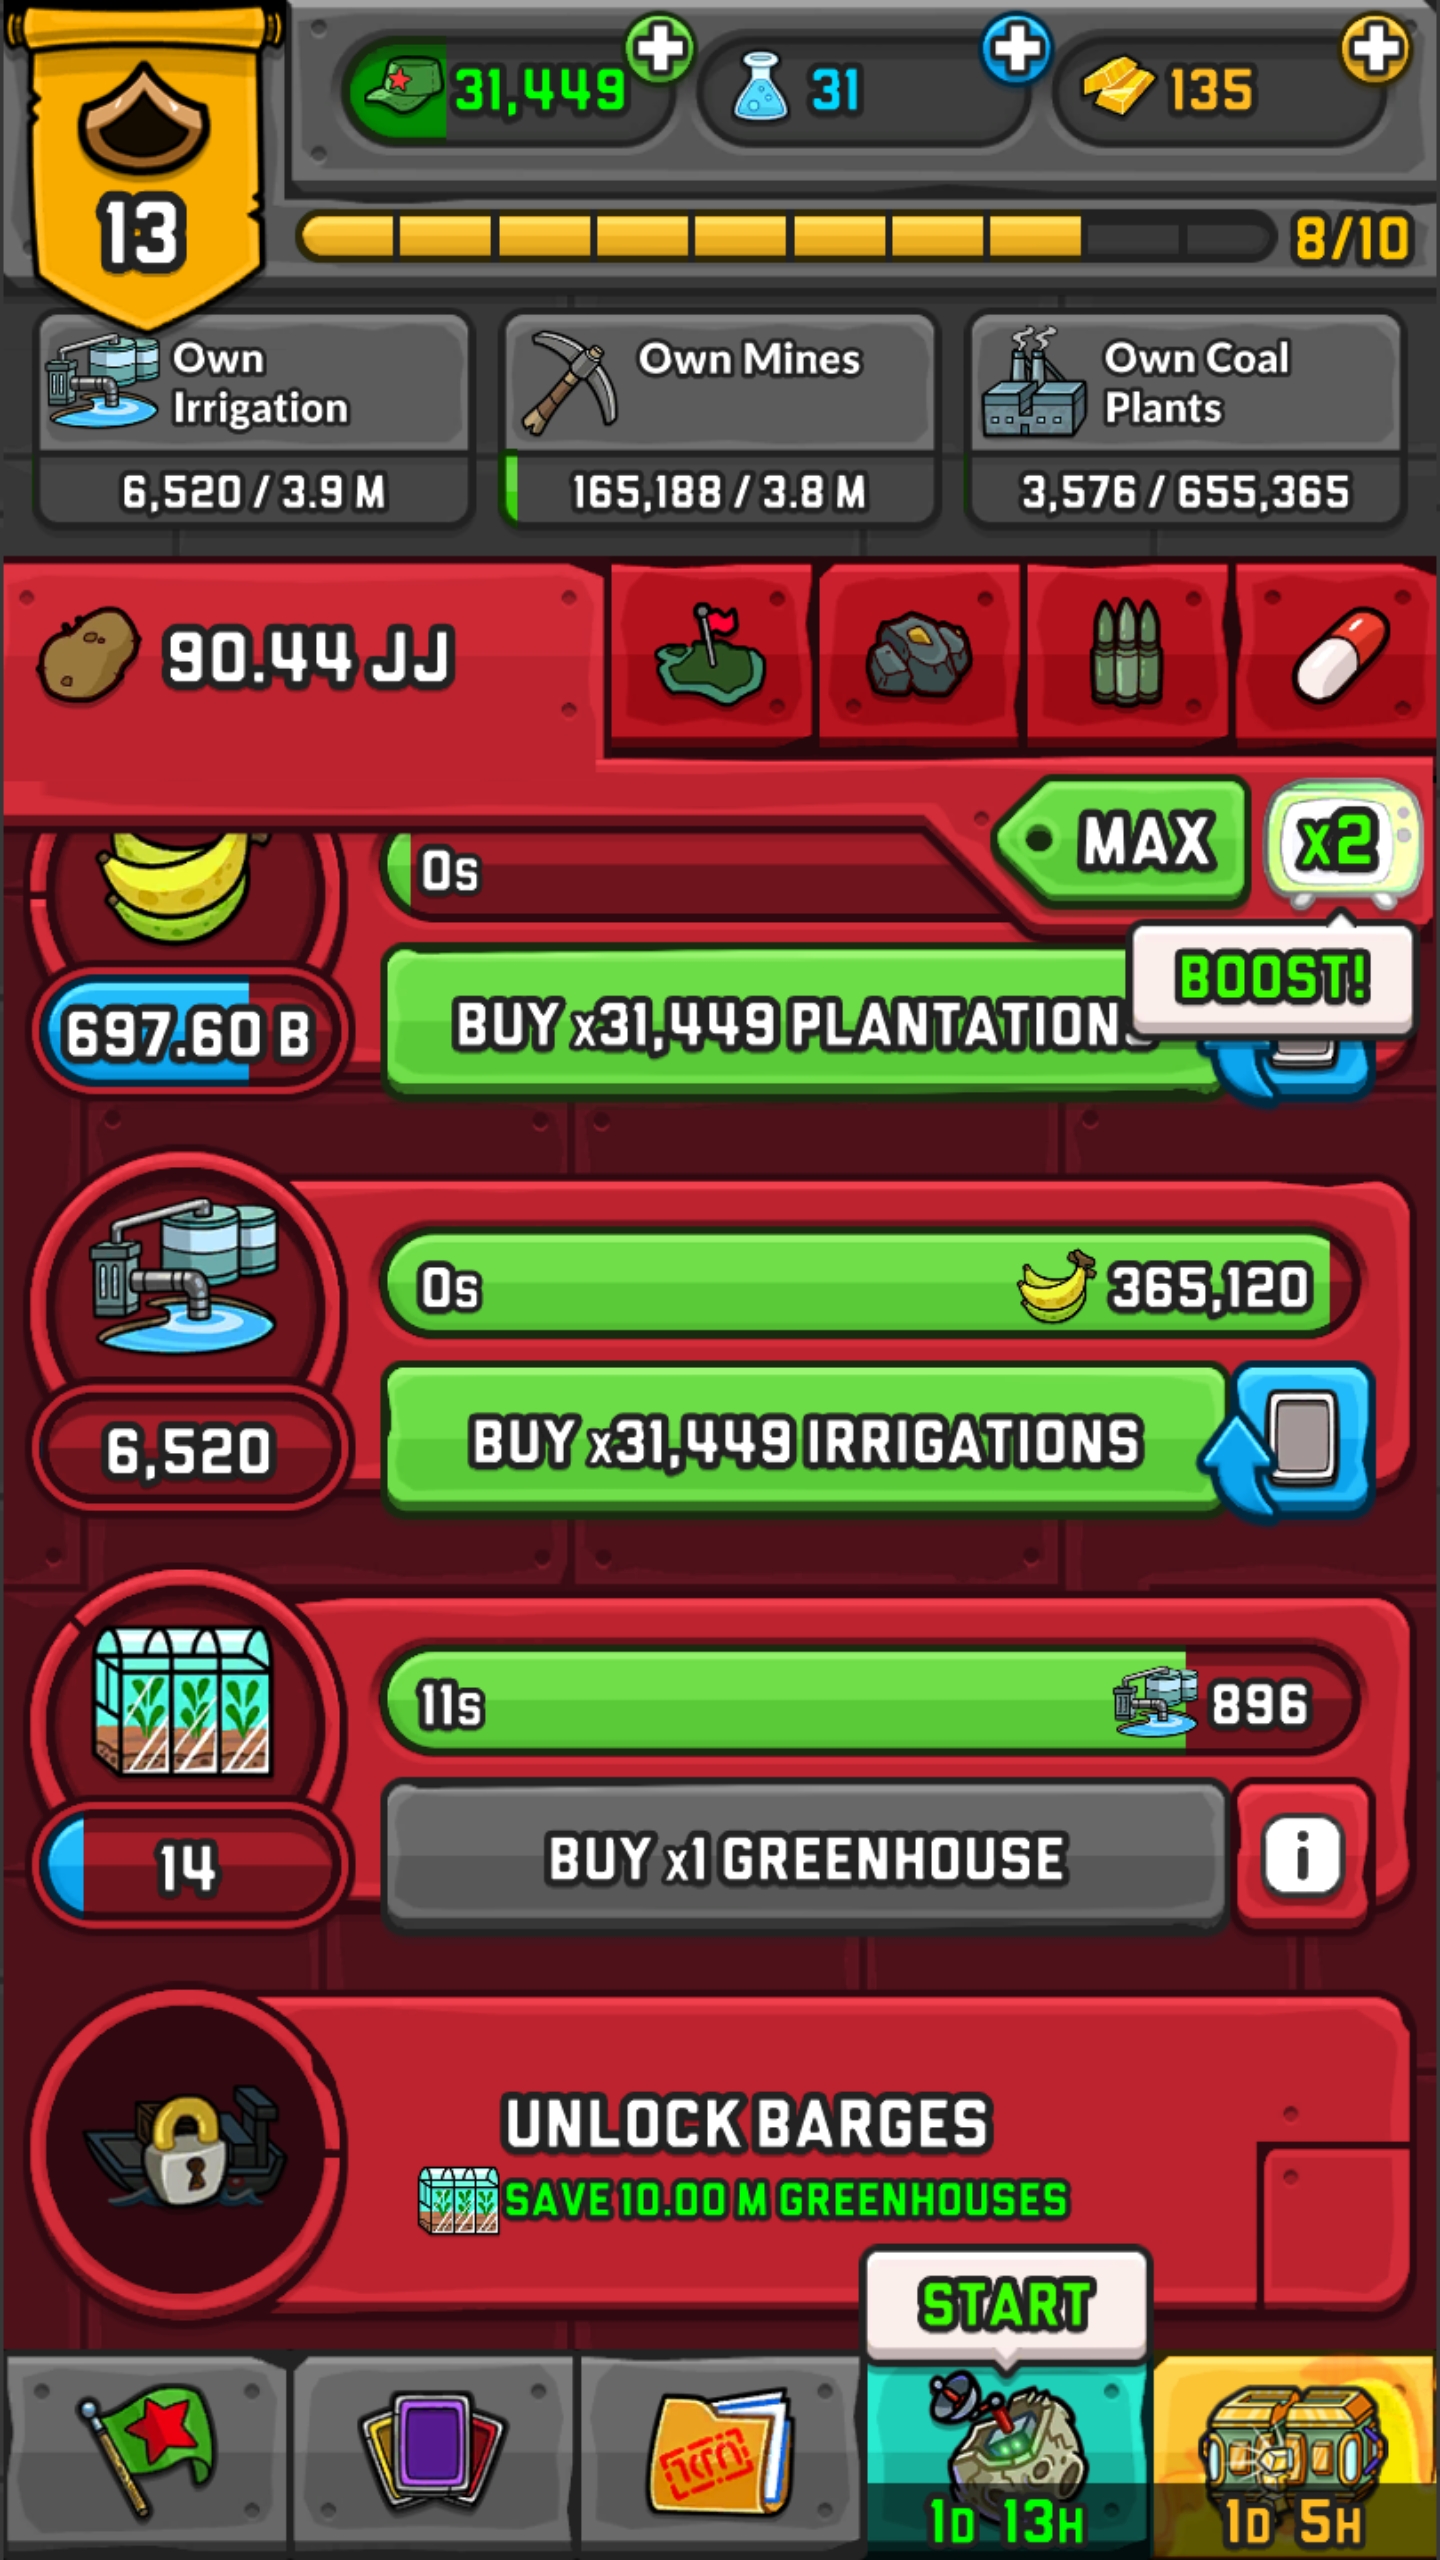 31,449
31
135
13
8/10
Own
Irrigation
6,520 / 3.9 M
Own Mines
165,188 / 3.8 M
Own Coal
Plants
3,576 / 655,365
90.44 JJ
MAX
x2
BOOST!
0s
697.60 B
BUY x31,449 PLANTATION
0s
365,120
6,520
BUY x31,449 IRRIGATIONS
11s
896
14
BUY x1 GREENHOUSE
i
UNLOCK BARGES
SAVE 10.00 M GREENHOUSES
START
1D 13H
1D 5H